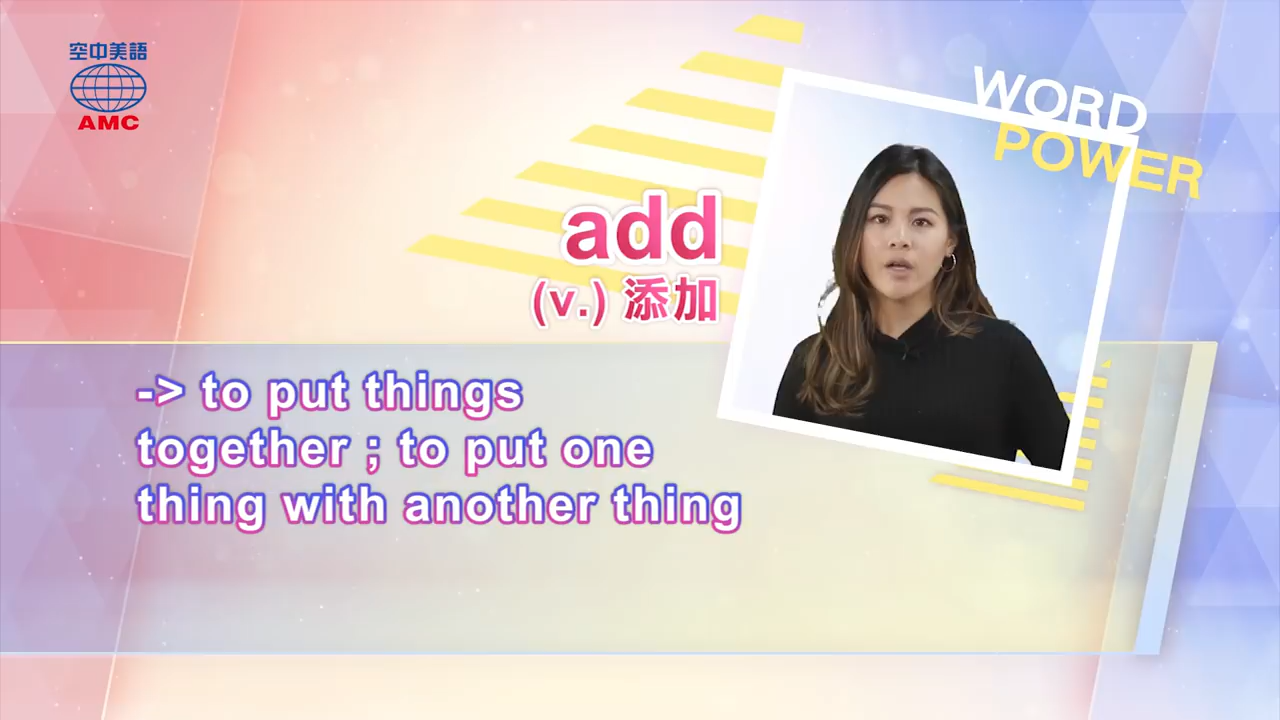 空中美語
AMC
WORD
POWER
add
(v.) 添加
-> to put things
together ; to put one
thing with another thing